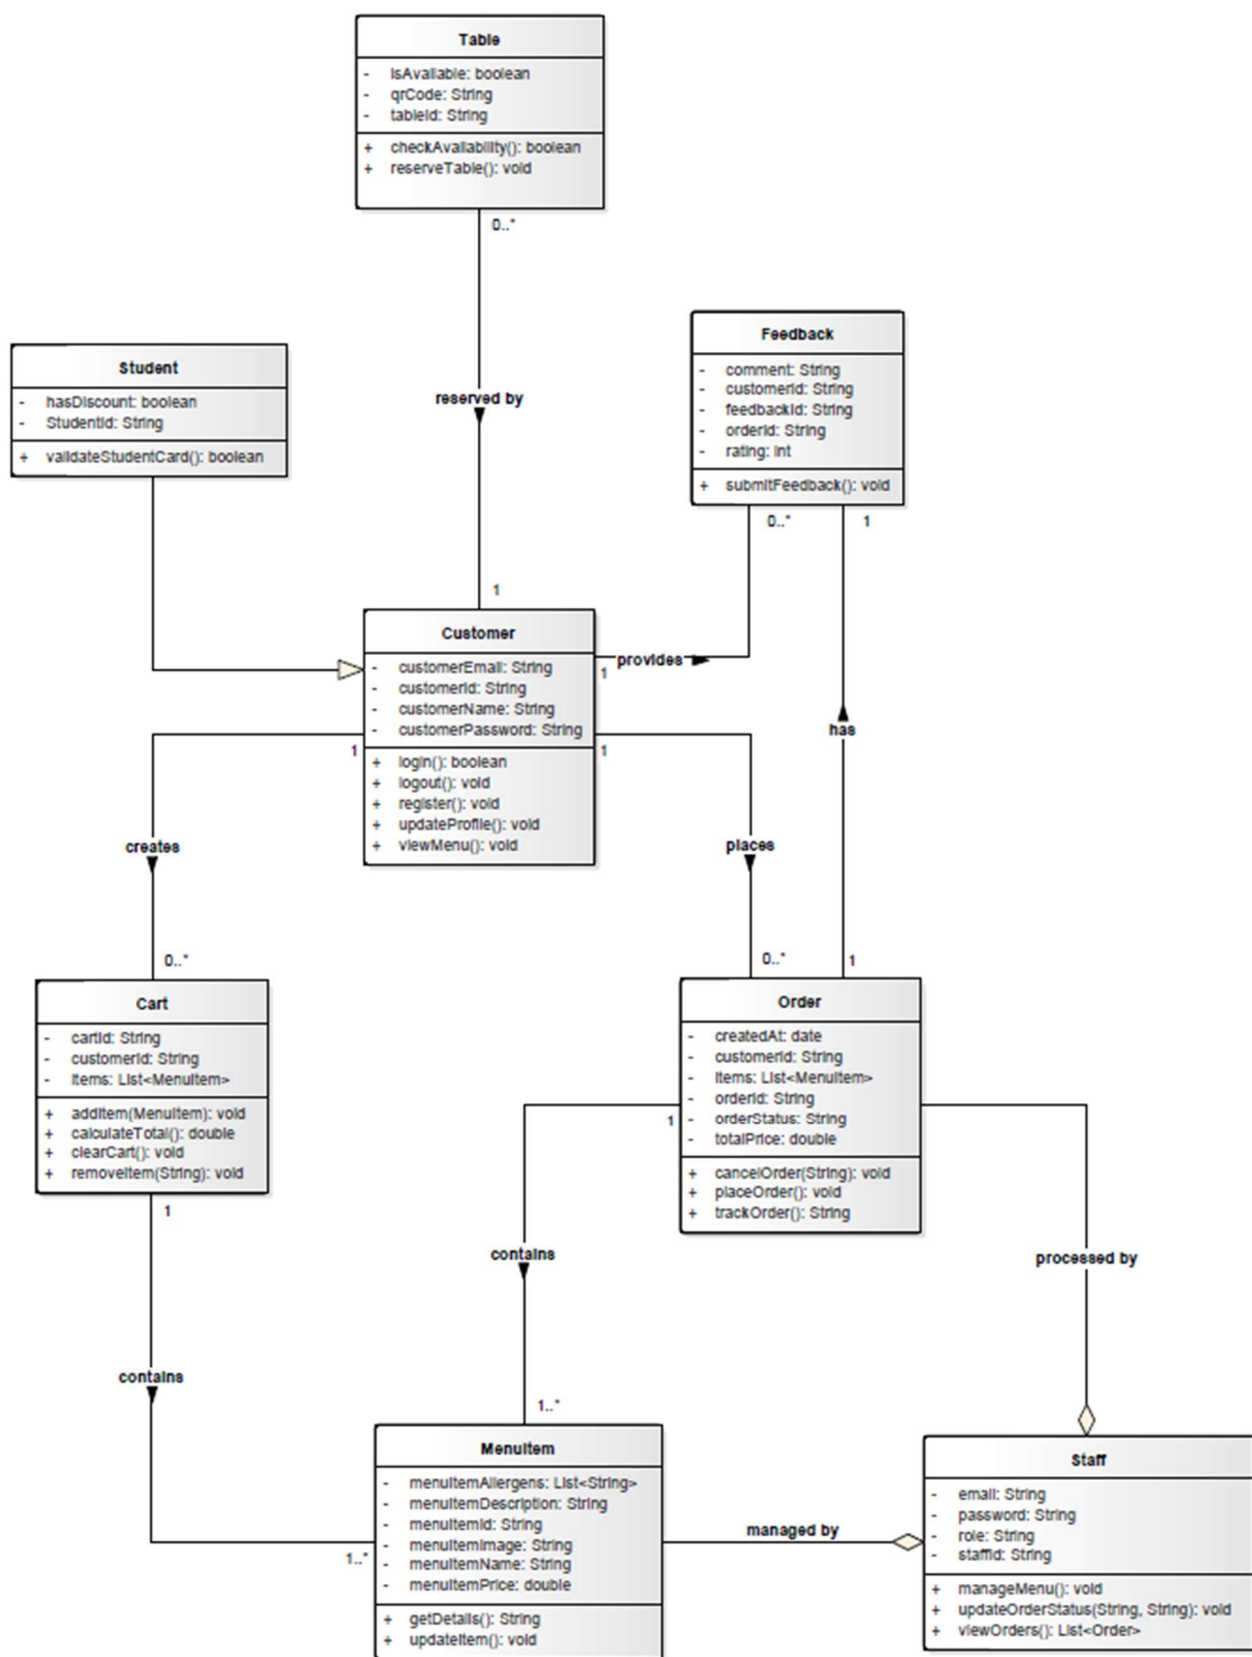 Table
- isAvailable: boolean
- qrCode: String
- tableId: String
+ checkAvailability(): boolean
+ reserveTable(): void
0..*
reserved by
1
Student
- hasDiscount: boolean
- StudentId: String
+ validateStudentCard(): boolean
Feedback
- comment: String
- customerId: String
- feedbackId: String
- orderId: String
- rating: int
+ submitFeedback(): void
0..*
1
Customer
- customerEmail: String
- customerId: String
- customerName: String
- customerPassword: String
+ login(): boolean
+ logout(): void
+ register(): void
+ updateProfile(): void
+ viewMenu(): void
provides
1
1
1
has
creates
places
0..*
0..*
1
Cart
- cartId: String
- customerId: String
- items: List<MenuItem>
+ addItem(MenuItem): void
+ calculateTotal(): double
+ clearCart(): void
+ removeItem(String): void
1
Order
- createdAt: date
- customerId: String
- items: List<MenuItem>
- orderId: String
- orderStatus: String
- totalPrice: double
+ cancelOrder(String): void
+ placeOrder(): void
+ trackOrder(): String
1
contains
processed by
contains
1..*
1..*
MenuItem
- menuItemAllergens: List<String>
- menuItemDescription: String
- menuItemId: String
- menuItemImage: String
- menuItemName: String
- menuItemPrice: double
+ getDetails(): String
+ updateItem(): void
managed by
Staff
- email: String
- password: String
- role: String
- staffId: String
+ manageMenu(): void
+ updateOrderStatus(String, String): void
+ viewOrders(): List<Order>